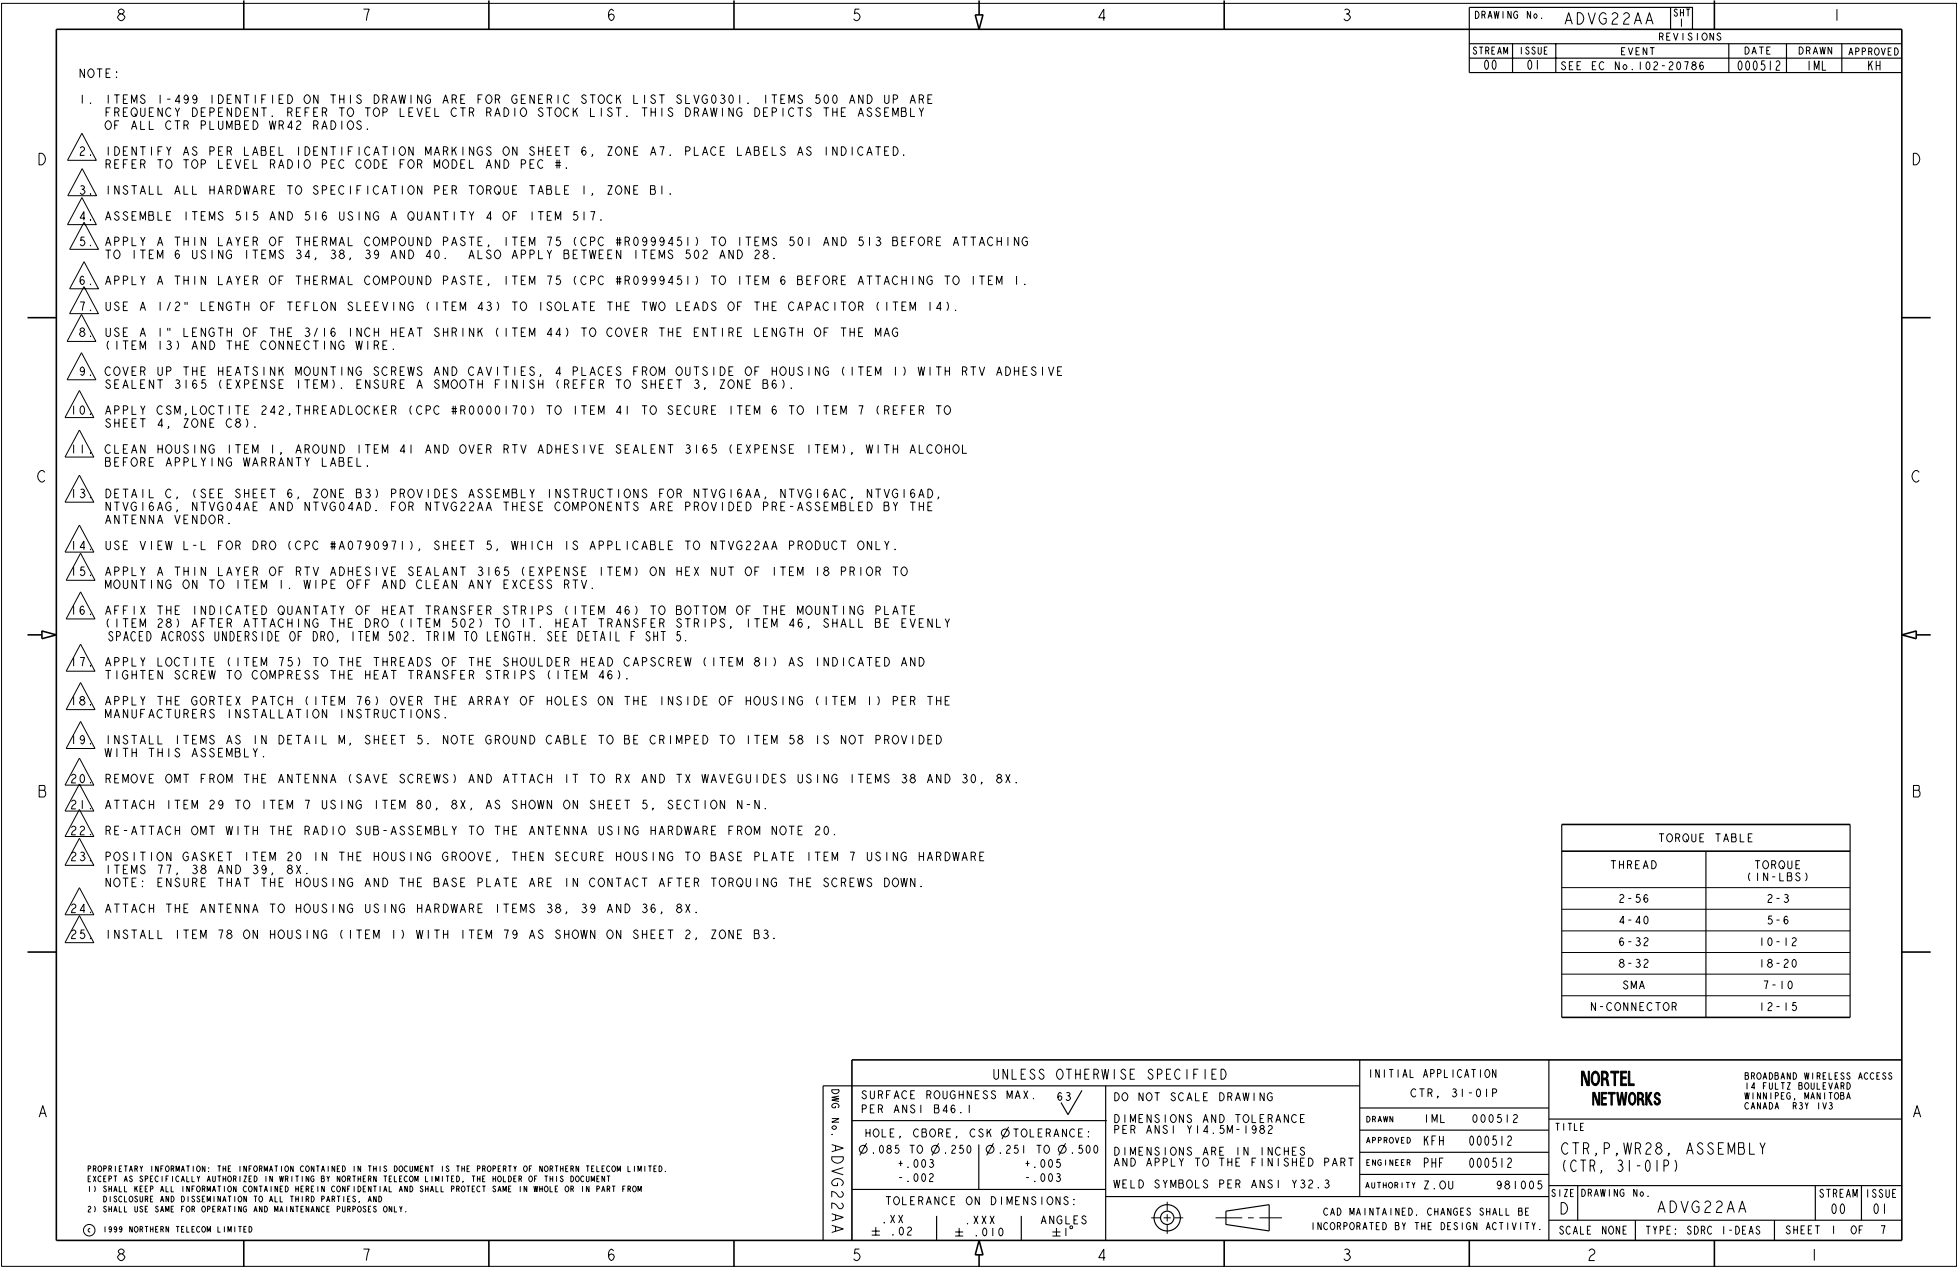 8 7 6 5 4 3 1
DRAWING No. ADVG22AA SHT 1
REVISIONS
STREAM ISSUE EVENT DATE DRAWN APPROVED
00 01 SEE EC No.102-20786 000512 IML KH
NOTE:
1. ITEMS 1-499 IDENTIFIED ON THIS DRAWING ARE FOR GENERIC STOCK LIST SLVG0301. ITEMS 500 AND UP ARE
FREQUENCY DEPENDENT. REFER TO TOP LEVEL CTR RADIO STOCK LIST. THIS DRAWING DEPICTS THE ASSEMBLY
OF ALL CTR PLUMBED WR42 RADIOS.
D D
2. IDENTIFY AS PER LABEL IDENTIFICATION MARKINGS ON SHEET 6, ZONE A7. PLACE LABELS AS INDICATED.
REFER TO TOP LEVEL RADIO PEC CODE FOR MODEL AND PEC #.
3. INSTALL ALL HARDWARE TO SPECIFICATION PER TORQUE TABLE 1, ZONE B1.
4. ASSEMBLE ITEMS 515 AND 516 USING A QUANTITY 4 OF ITEM 517.
5. APPLY A THIN LAYER OF THERMAL COMPOUND PASTE, ITEM 75 (CPC #R0999451) TO ITEMS 501 AND 513 BEFORE ATTACHING
TO ITEM 6 USING ITEMS 34, 38, 39 AND 40. ALSO APPLY BETWEEN ITEMS 502 AND 28.
6. APPLY A THIN LAYER OF THERMAL COMPOUND PASTE, ITEM 75 (CPC #R0999451) TO ITEM 6 BEFORE ATTACHING TO ITEM 1.
7. USE A 1/2" LENGTH OF TEFLON SLEEVING (ITEM 43) TO ISOLATE THE TWO LEADS OF THE CAPACITOR (ITEM 14).
8. USE A 1" LENGTH OF THE 3/16 INCH HEAT SHRINK (ITEM 44) TO COVER THE ENTIRE LENGTH OF THE MAG
(ITEM 13) AND THE CONNECTING WIRE.
9. COVER UP THE HEATSINK MOUNTING SCREWS AND CAVITIES, 4 PLACES FROM OUTSIDE OF HOUSING (ITEM 1) WITH RTV ADHESIVE
SEALENT 3165 (EXPENSE ITEM). ENSURE A SMOOTH FINISH (REFER TO SHEET 3, ZONE B6).
10. APPLY CSM,LOCTITE 242,THREADLOCKER (CPC #R0000170) TO ITEM 41 TO SECURE ITEM 6 TO ITEM 7 (REFER TO
SHEET 4, ZONE C8).
11. CLEAN HOUSING ITEM 1, AROUND ITEM 41 AND OVER RTV ADHESIVE SEALENT 3165 (EXPENSE ITEM), WITH ALCOHOL
BEFORE APPLYING WARRANTY LABEL.
C C
13. DETAIL C, (SEE SHEET 6, ZONE B3) PROVIDES ASSEMBLY INSTRUCTIONS FOR NTVG16AA, NTVG16AC, NTVG16AD,
NTVG16AG, NTVG04AE AND NTVG04AD. FOR NTVG22AA THESE COMPONENTS ARE PROVIDED PRE-ASSEMBLED BY THE
ANTENNA VENDOR.
14. USE VIEW L-L FOR DRO (CPC #A0790971), SHEET 5, WHICH IS APPLICABLE TO NTVG22AA PRODUCT ONLY.
15. APPLY A THIN LAYER OF RTV ADHESIVE SEALANT 3165 (EXPENSE ITEM) ON HEX NUT OF ITEM 18 PRIOR TO
MOUNTING ON TO ITEM 1. WIPE OFF AND CLEAN ANY EXCESS RTV.
16. AFFIX THE INDICATED QUANTATY OF HEAT TRANSFER STRIPS (ITEM 46) TO BOTTOM OF THE MOUNTING PLATE
(ITEM 28) AFTER ATTACHING THE DRO (ITEM 502) TO IT. HEAT TRANSFER STRIPS, ITEM 46, SHALL BE EVENLY
SPACED ACROSS UNDERSIDE OF DRO, ITEM 502. TRIM TO LENGTH. SEE DETAIL F SHT 5.
17. APPLY LOCTITE (ITEM 75) TO THE THREADS OF THE SHOULDER HEAD CAPSCREW (ITEM 81) AS INDICATED AND
TIGHTEN SCREW TO COMPRESS THE HEAT TRANSFER STRIPS (ITEM 46).
18. APPLY THE GORTEX PATCH (ITEM 76) OVER THE ARRAY OF HOLES ON THE INSIDE OF HOUSING (ITEM 1) PER THE
MANUFACTURERS INSTALLATION INSTRUCTIONS.
19. INSTALL ITEMS AS IN DETAIL M, SHEET 5. NOTE GROUND CABLE TO BE CRIMPED TO ITEM 58 IS NOT PROVIDED
WITH THIS ASSEMBLY.
20. REMOVE OMT FROM THE ANTENNA (SAVE SCREWS) AND ATTACH IT TO RX AND TX WAVEGUIDES USING ITEMS 38 AND 30, 8X.
B B
21. ATTACH ITEM 29 TO ITEM 7 USING ITEM 80, 8X, AS SHOWN ON SHEET 5, SECTION N-N.
22. RE-ATTACH OMT WITH THE RADIO SUB-ASSEMBLY TO THE ANTENNA USING HARDWARE FROM NOTE 20.
23. POSITION GASKET ITEM 20 IN THE HOUSING GROOVE, THEN SECURE HOUSING TO BASE PLATE ITEM 7 USING HARDWARE
ITEMS 77, 38 AND 39, 8X.
NOTE: ENSURE THAT THE HOUSING AND THE BASE PLATE ARE IN CONTACT AFTER TORQUING THE SCREWS DOWN.
24. ATTACH THE ANTENNA TO HOUSING USING HARDWARE ITEMS 38, 39 AND 36, 8X.
25. INSTALL ITEM 78 ON HOUSING (ITEM 1) WITH ITEM 79 AS SHOWN ON SHEET 2, ZONE B3.
TORQUE TABLE
THREAD TORQUE
(IN-LBS)
2-56 2-3
4-40 5-6
6-32 10-12
8-32 18-20
SMA 7-10
N-CONNECTOR 12-15
A A
PROPRIETARY INFORMATION: THE INFORMATION CONTAINED IN THIS DOCUMENT IS THE PROPERTY OF NORTHERN TELECOM LIMITED.
EXCEPT AS SPECIFICALLY AUTHORIZED IN WRITING BY NORTHERN TELECOM LIMITED, THE HOLDER OF THIS DOCUMENT
1) SHALL KEEP ALL INFORMATION CONTAINED HEREIN CONFIDENTIAL AND SHALL PROTECT SAME IN WHOLE OR IN PART FROM
DISCLOSURE AND DISSEMINATION TO ALL THIRD PARTIES, AND
2) SHALL USE SAME FOR OPERATING AND MAINTENANCE PURPOSES ONLY.
© 1999 NORTHERN TELECOM LIMITED
DWG No. ADVG22AA
UNLESS OTHERWISE SPECIFIED
SURFACE ROUGHNESS MAX. 63/
PER ANSI B46.1
HOLE, CBORE, CSK Ø TOLERANCE:
Ø.085 TO Ø.250 Ø.251 TO Ø.500
+.003 +.005
-.002 -.003
TOLERANCE ON DIMENSIONS:
.XX .XXX ANGLES
± .02 ± .010 ±1°
DO NOT SCALE DRAWING
DIMENSIONS AND TOLERANCE
PER ANSI Y14.5M-1982
DIMENSIONS ARE IN INCHES
AND APPLY TO THE FINISHED PART
WELD SYMBOLS PER ANSI Y32.3
CAD MAINTAINED. CHANGES SHALL BE
INCORPORATED BY THE DESIGN ACTIVITY.
INITIAL APPLICATION
CTR, 31-01P
DRAWN IML 000512
APPROVED KFH 000512
ENGINEER PHF 000512
AUTHORITY Z.OU 981005
NORTEL
NETWORKS
BROADBAND WIRELESS ACCESS
14 FULTZ BOULEVARD
WINNIPEG, MANITOBA
CANADA R3Y 1V3
TITLE
CTR,P,WR28, ASSEMBLY
(CTR, 31-01P)
SIZE DRAWING No. STREAM ISSUE
D ADVG22AA 00 01
SCALE NONE TYPE: SDRC I-DEAS SHEET 1 OF 7
8 7 6 5 4 3 2 1